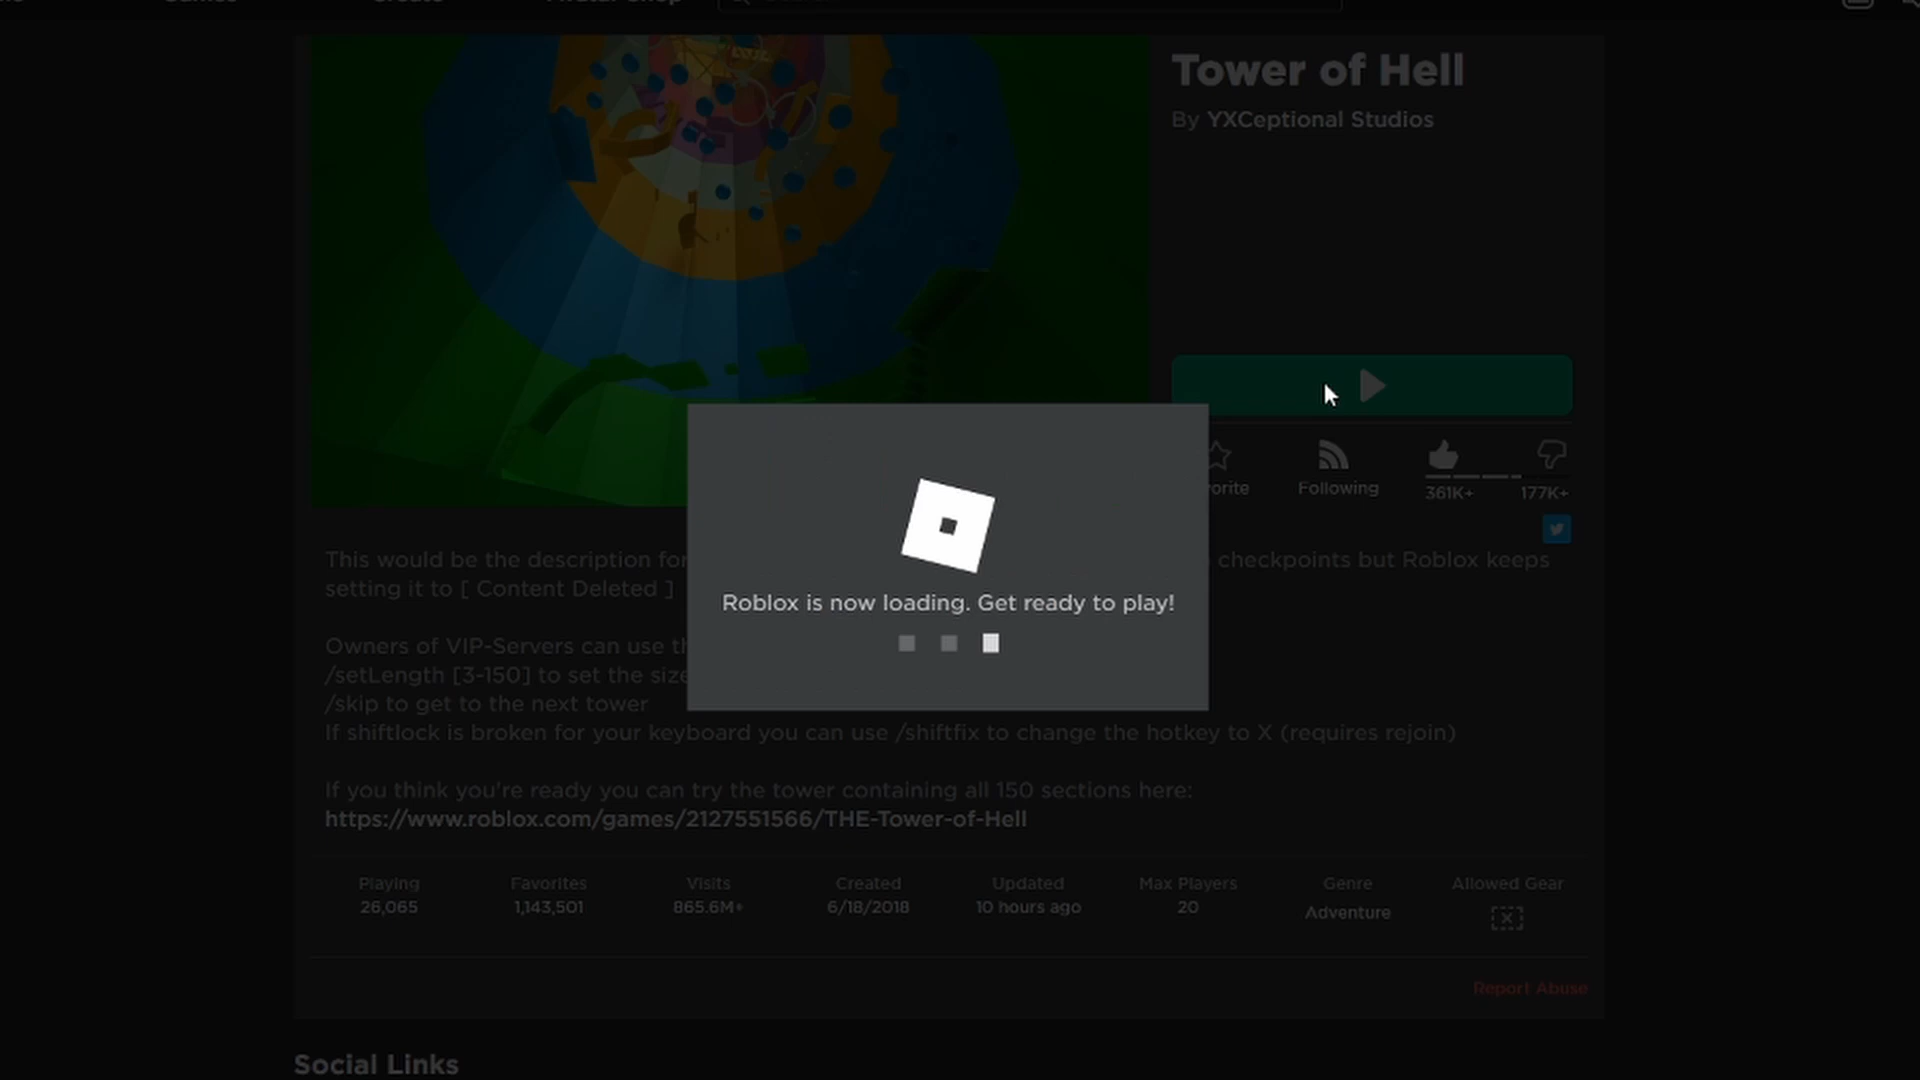 Games
Create
Avatar Shop
Tower of Hell
By YXCeptional Studios
Following
361K+
177K+
This would be the description for
checkpoints but Roblox keeps
setting it to [ Content Deleted ]
Roblox is now loading. Get ready to play!
Owners of VIP-Servers can use
/setLength [3-150] to set the size
/skip to get to the next tower
If shiftlock is broken for your keyboard you can use /shiftfix to change the hotkey to X (requires rejoin)
If you think you're ready you can try the tower containing all 150 sections here:
https://www.roblox.com/games/2127551566/THE-Tower-of-Hell
Playing Favorites Visits Created Updated Max Players Genre Allowed Gear
26,065 1,143,501 865.6M+ 6/18/2018 10 hours ago 20 Adventure
Report Abuse
Social Links